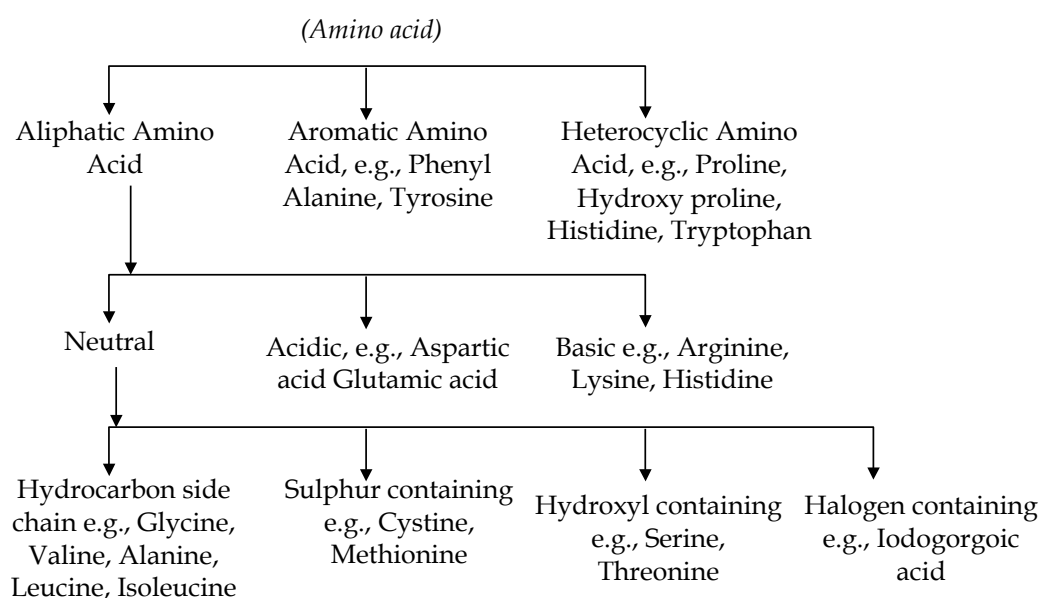 (Amino acid)
Aliphatic Amino
Acid
Aromatic Amino
Acid, e.g., Phenyl
Alanine, Tyrosine
Heterocyclic Amino
Acid, e.g., Proline,
Hydroxy proline,
Histidine, Tryptophan
Neutral
Acidic, e.g., Aspartic
acid Glutamic acid
Basic e.g., Arginine,
Lysine, Histidine
Hydrocarbon side
chain e.g., Glycine,
Valine, Alanine,
Leucine, Isoleucine
Sulphur containing
e.g., Cystine,
Methionine
Hydroxyl containing
e.g., Serine,
Threonine
Halogen containing
e.g., Iodogorgoic
acid